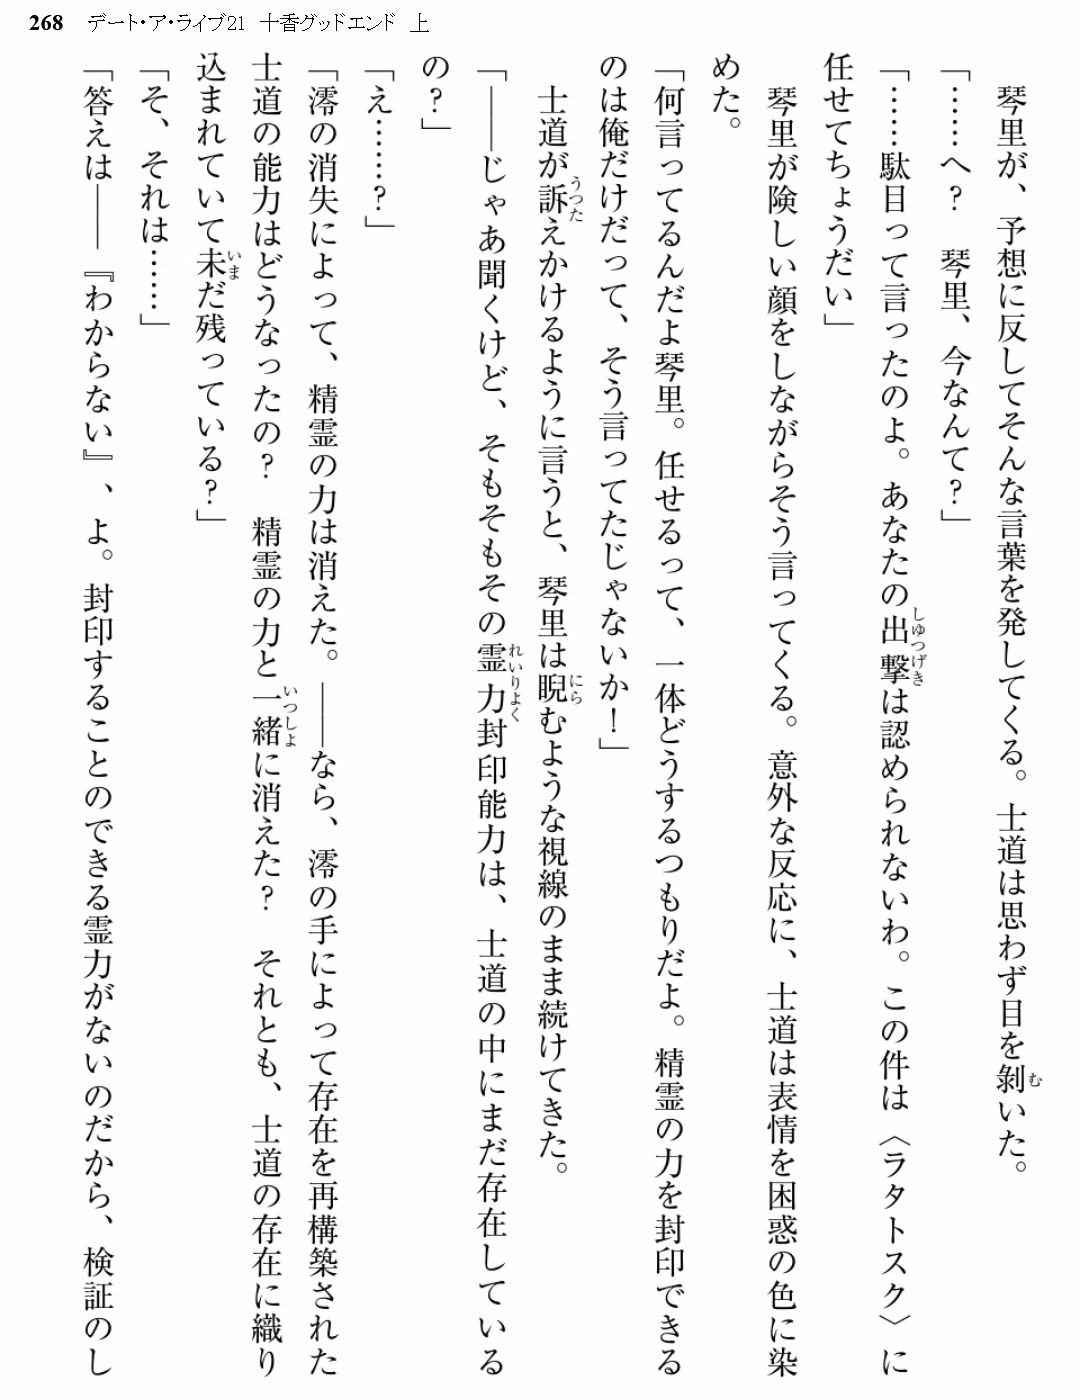 268 デート・ア・ライブ21 十香グッドエンド 上
琴里が、予想に反してそんな言葉を発してくる。士道は思わず目を剝いた。
「……へ？　琴里、今なんて？」
「……駄目って言ったのよ。あなたの出撃は認められないわ。この件は〈ラタトスク〉に
任せてちょうだい」
琴里が険しい顔をしながらそう言ってくる。意外な反応に、士道は表情を困惑の色に染
めた。
「何言ってるんだよ琴里。任せるって、一体どうするつもりだよ。精霊の力を封印できる
のは俺だけだって、そう言ってたじゃないか！」
士道が訴えかけるように言うと、琴里は睨むような視線のまま続けてきた。
「――じゃあ聞くけど、そもそもその霊力封印能力は、士道の中にまだ存在している
の？」
「え……？」
「澪の消失によって、精霊の力は消えた。――なら、澪の手によって存在を再構築された
士道の能力はどうなったの？　精霊の力と一緒に消えた？　それとも、士道の存在に織り
込まれていて未だ残っている？」
「そ、それは……」
「答えは――『わからない』、よ。封印することのできる霊力がないのだから、検証のし